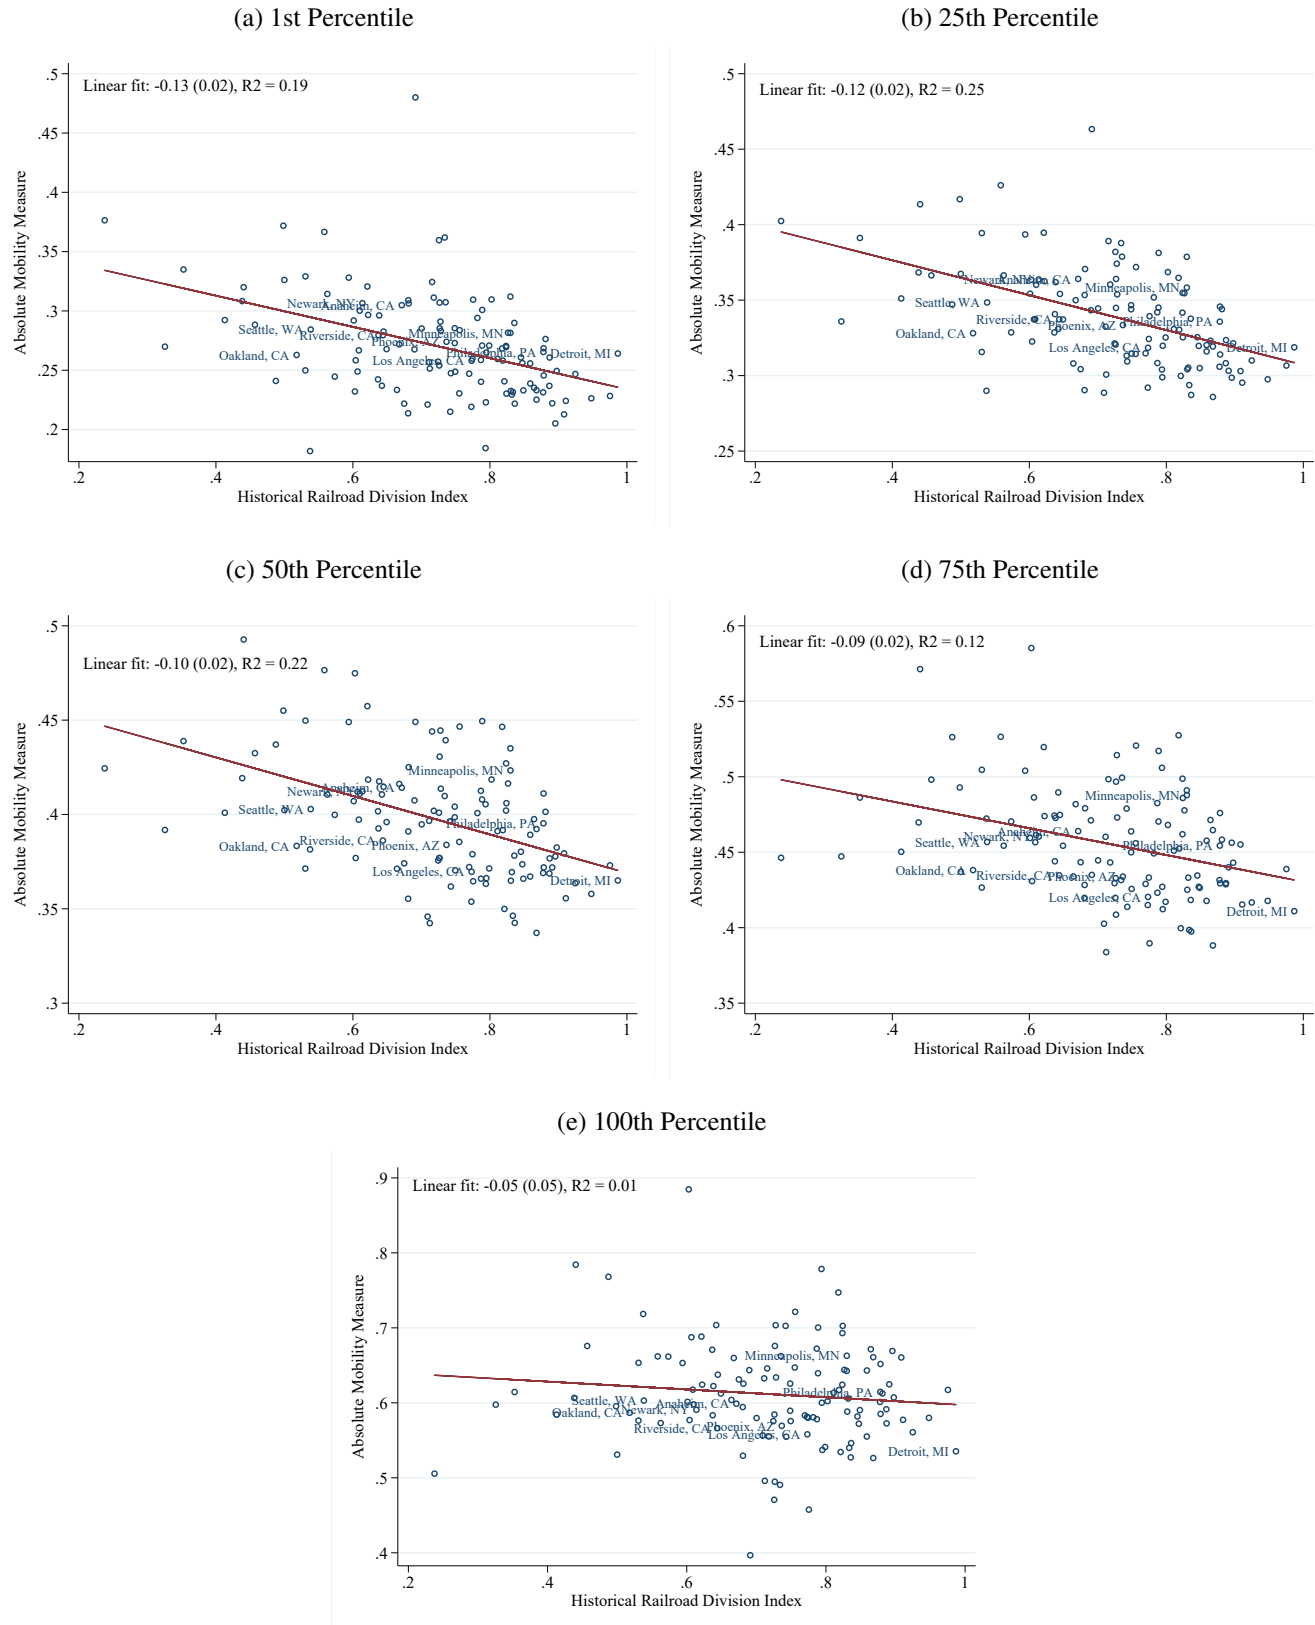 (a) 1st Percentile
Linear fit: -0.13 (0.02), R2 = 0.19
Absolute Mobility Measure
.5
.45
.4
.35
.3
.25
.2
Newark, NY
Anaheim, CA
Seattle, WA
Riverside, CA
Minneapolis, MN
Phoenix, AZ
Oakland, CA
Los Angeles, CA
Philadelphia, PA
Detroit, MI
.2 .4 .6 .8 1
Historical Railroad Division Index
(b) 25th Percentile
Linear fit: -0.12 (0.02), R2 = 0.25
Absolute Mobility Measure
.5
.45
.4
.35
.3
.25
Newark, NY
Anaheim, CA
Minneapolis, MN
Seattle, WA
Riverside, CA
Phoenix, AZ
Philadelphia, PA
Oakland, CA
Los Angeles, CA
Detroit, MI
.2 .4 .6 .8 1
Historical Railroad Division Index
(c) 50th Percentile
Linear fit: -0.10 (0.02), R2 = 0.22
Absolute Mobility Measure
.5
.45
.4
.35
.3
Minneapolis, MN
Anaheim, CA
Newark, NY
Seattle, WA
Philadelphia, PA
Riverside, CA
Oakland, CA
Phoenix, AZ
Los Angeles, CA
Detroit, MI
.2 .4 .6 .8 1
Historical Railroad Division Index
(d) 75th Percentile
Linear fit: -0.09 (0.02), R2 = 0.12
Absolute Mobility Measure
.6
.55
.5
.45
.4
.35
Minneapolis, MN
Anaheim, CA
Newark, NY
Seattle, WA
Philadelphia, PA
Oakland, CA
Riverside, CA
Phoenix, AZ
Los Angeles, CA
Detroit, MI
.2 .4 .6 .8 1
Historical Railroad Division Index
(e) 100th Percentile
Linear fit: -0.05 (0.05), R2 = 0.01
Absolute Mobility Measure
.9
.8
.7
.6
.5
.4
Minneapolis, MN
Philadelphia, PA
Seattle, WA
Anaheim, CA
Oakland, CA
Newark, NY
Riverside, CA
Phoenix, AZ
Los Angeles, CA
Detroit, MI
.2 .4 .6 .8 1
Historical Railroad Division Index